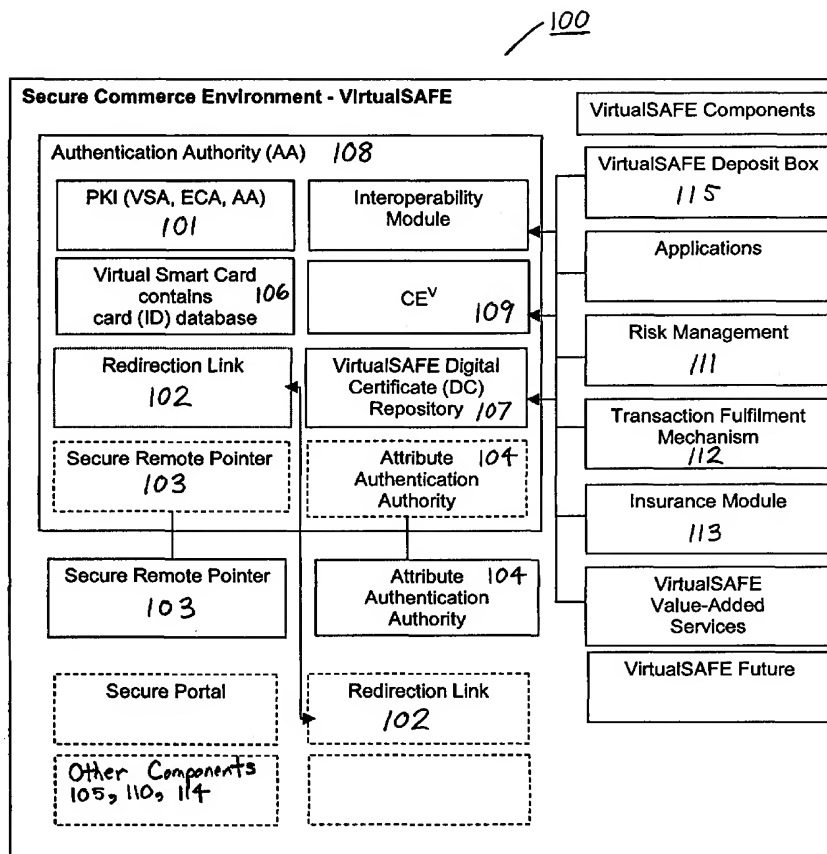 100
Secure Commerce Environment - VirtualSAFE
Authentication Authority (AA) 108
PKI (VSA, ECA, AA)
101
Interoperability
Module
Virtual Smart Card
contains 106
card (ID) database
CEV
109
Redirection Link
102
VirtualSAFE Digital
Certificate (DC)
Repository 107
Secure Remote Pointer
103
Attribute 104
Authentication
Authority
Secure Remote Pointer
103
Attribute 104
Authentication
Authority
Secure Portal
Redirection Link
102
Other Components
105, 110, 114
VirtualSAFE Components
VirtualSAFE Deposit Box
115
Applications
Risk Management
111
Transaction Fulfilment
Mechanism
112
Insurance Module
113
VirtualSAFE
Value-Added
Services
VirtualSAFE Future